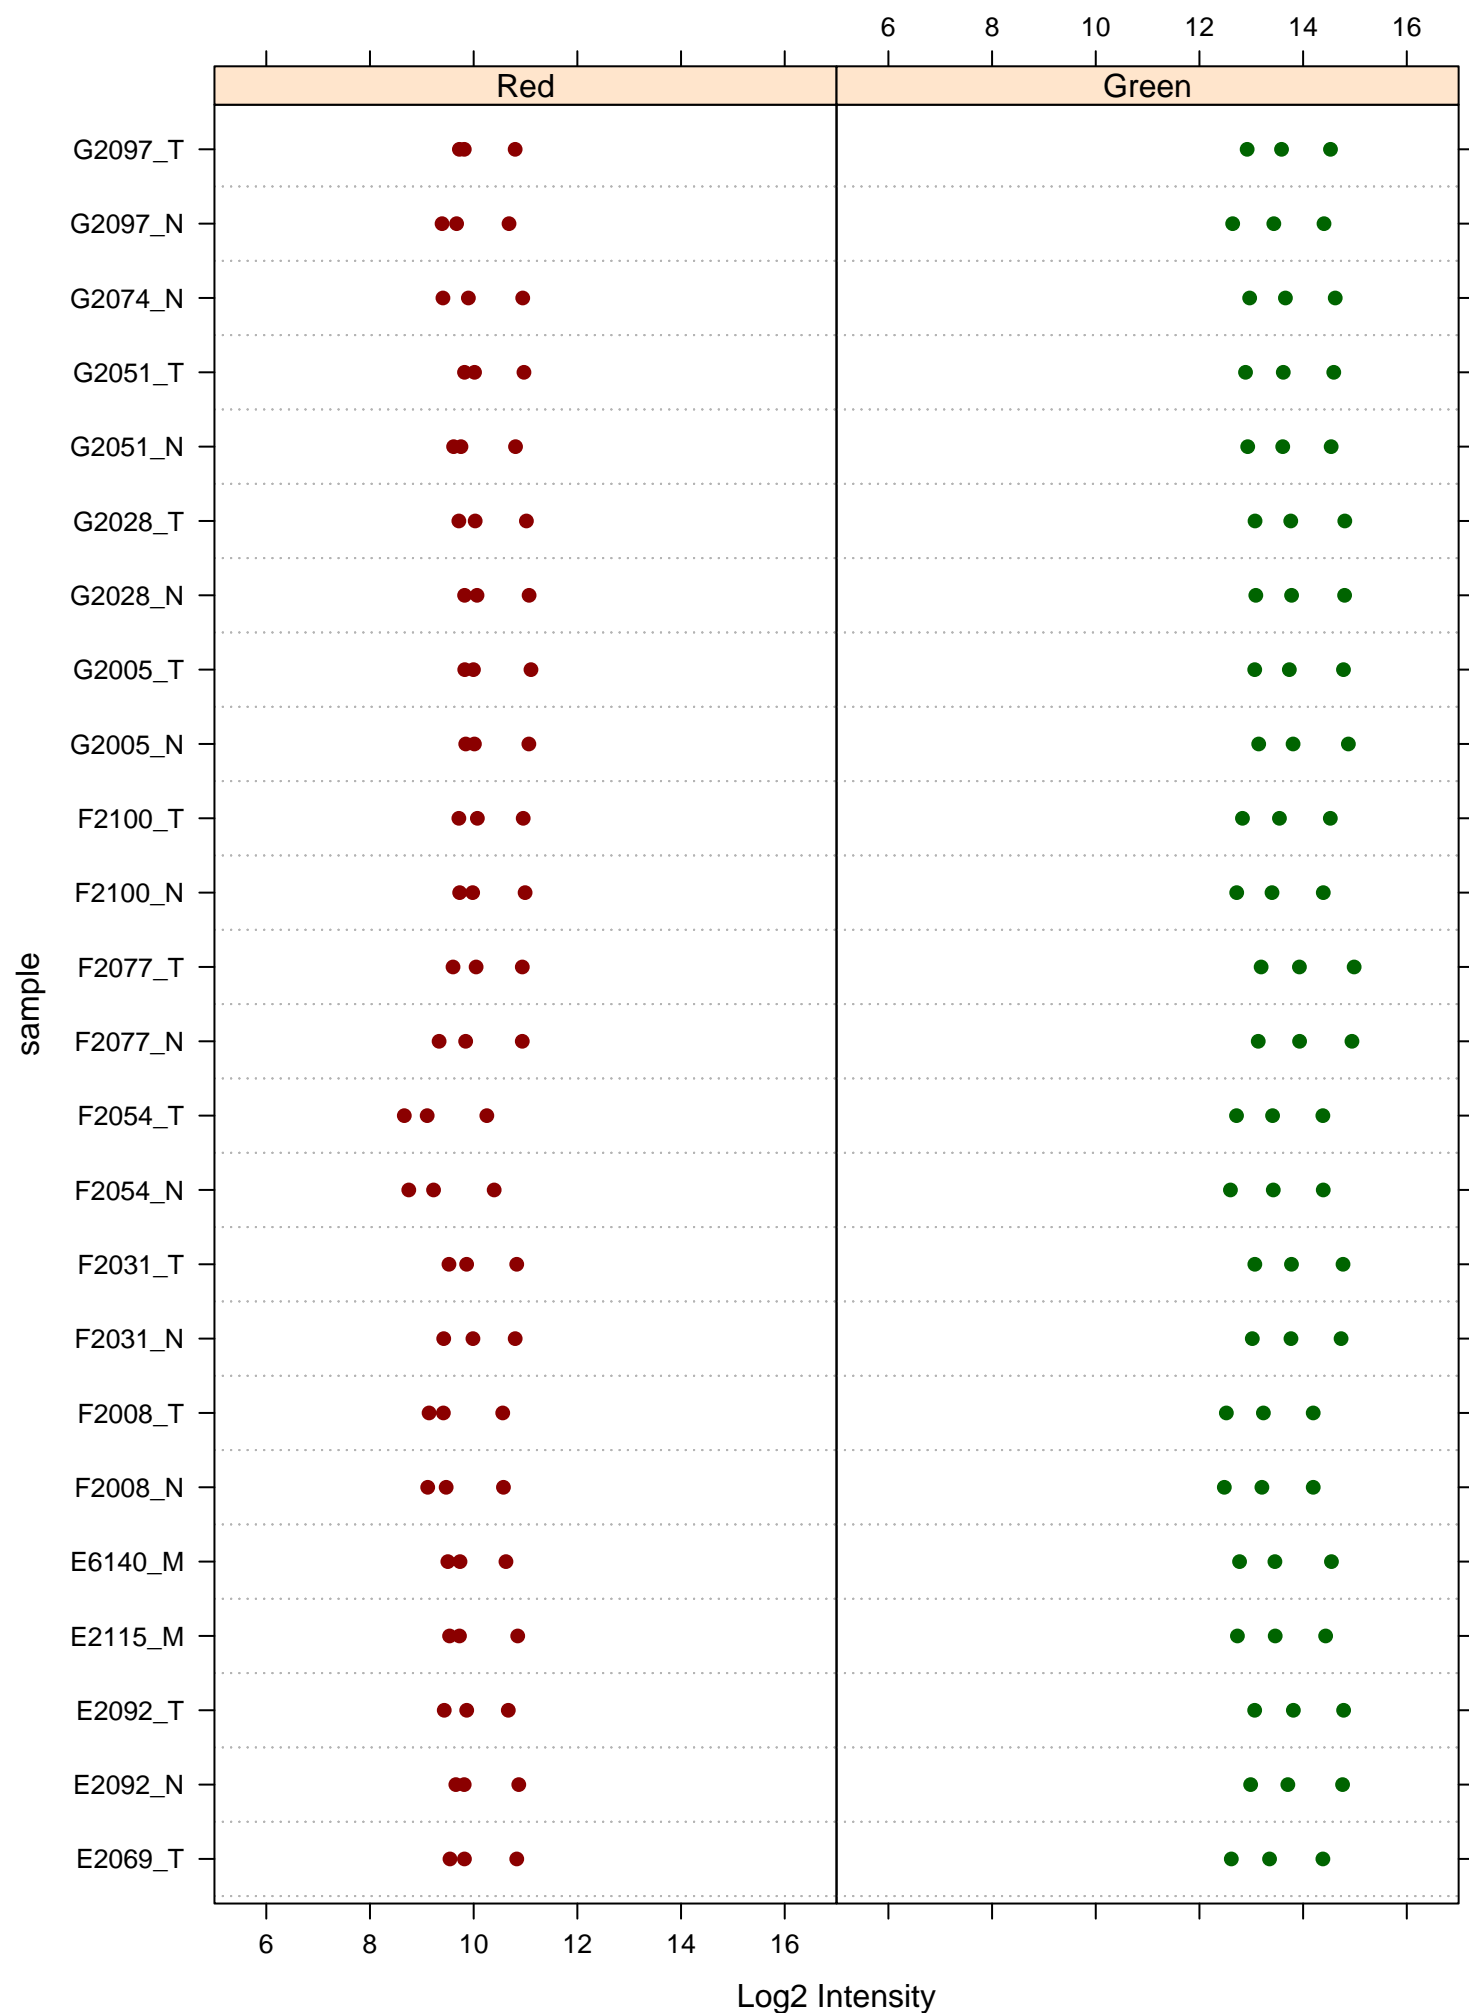 6 8 10 12 14 16
Red Green
G2097_T
G2097_N
G2074_N
G2051_T
G2051_N
G2028_T
G2028_N
G2005_T
G2005_N
F2100_T
F2100_N
F2077_T
F2077_N
F2054_T
F2054_N
F2031_T
F2031_N
F2008_T
F2008_N
E6140_M
E2115_M
E2092_T
E2092_N
E2069_T
sample
6 8 10 12 14 16
Log2 Intensity